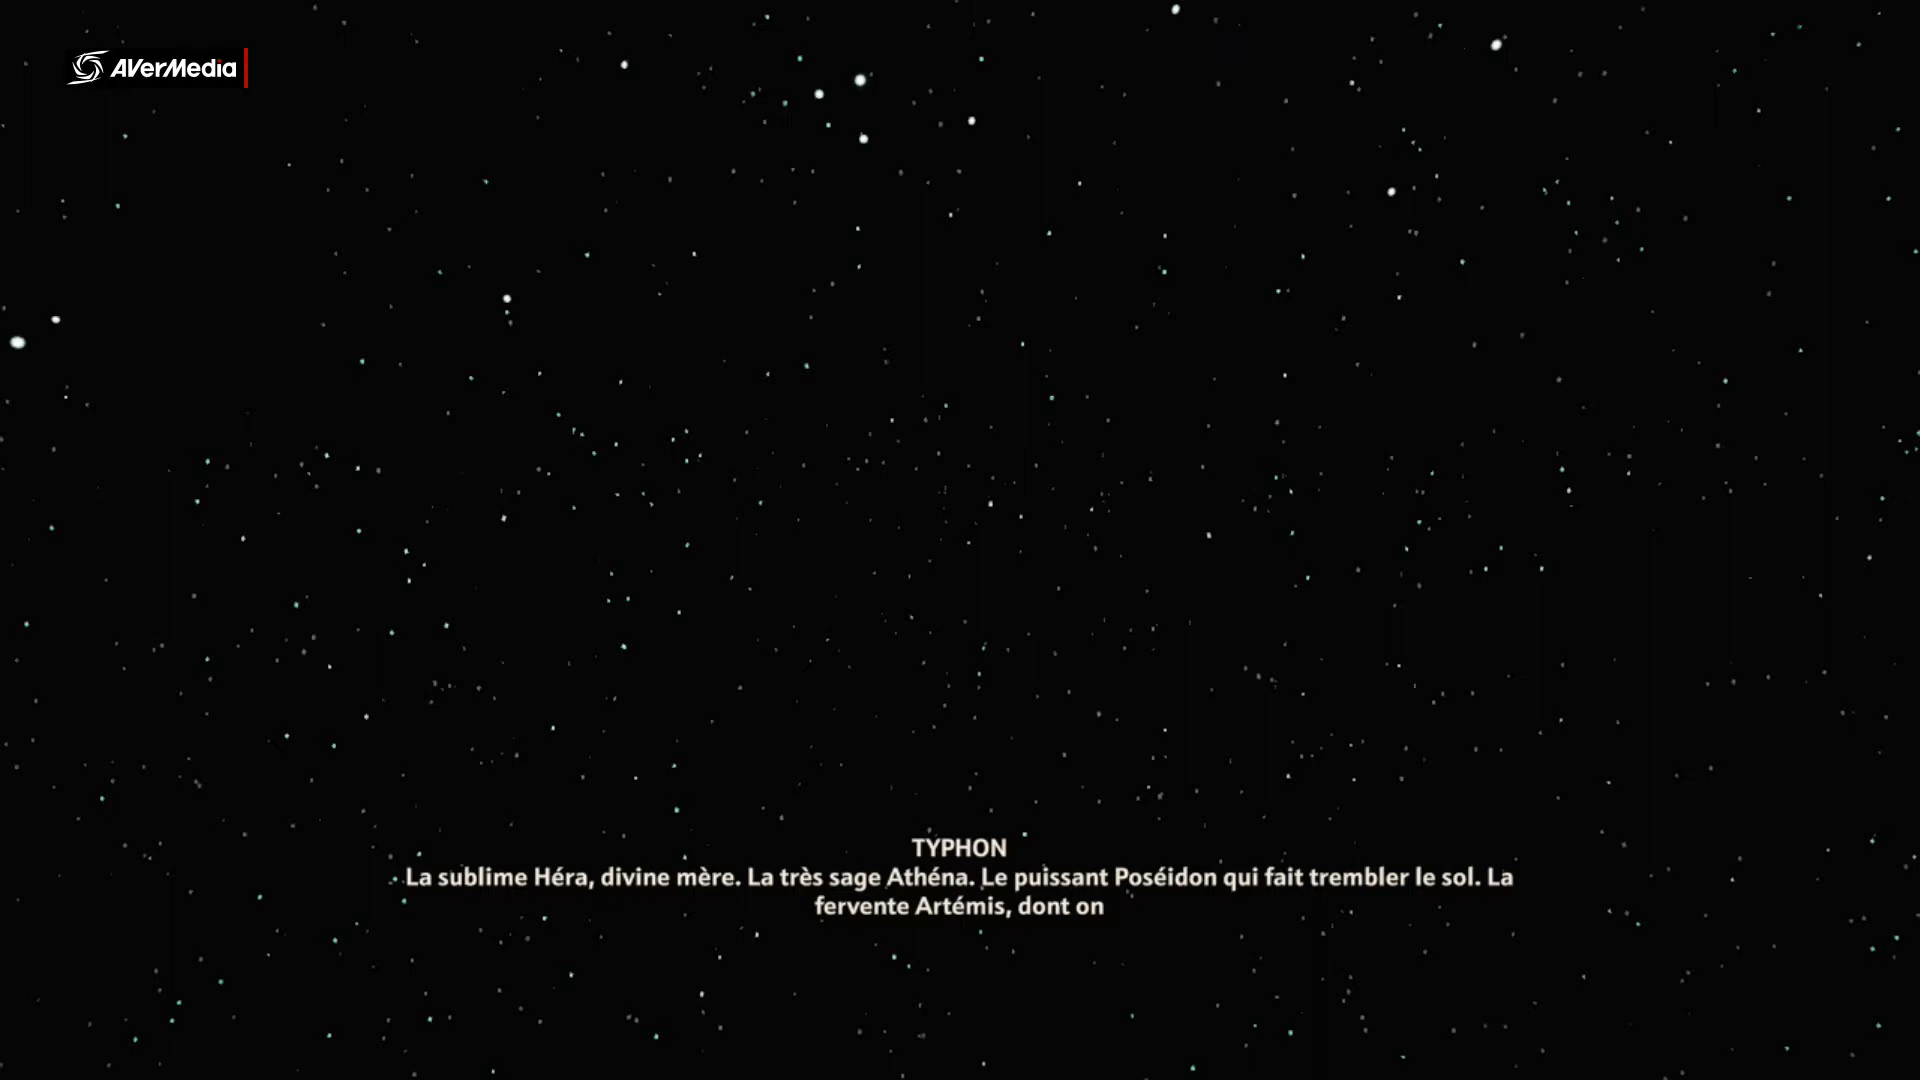 AVerMedia
TYPHON
La sublime Héra, divine mère. La très sage Athéna. Le puissant Poséidon qui fait trembler le sol. La
fervente Artémis, dont on